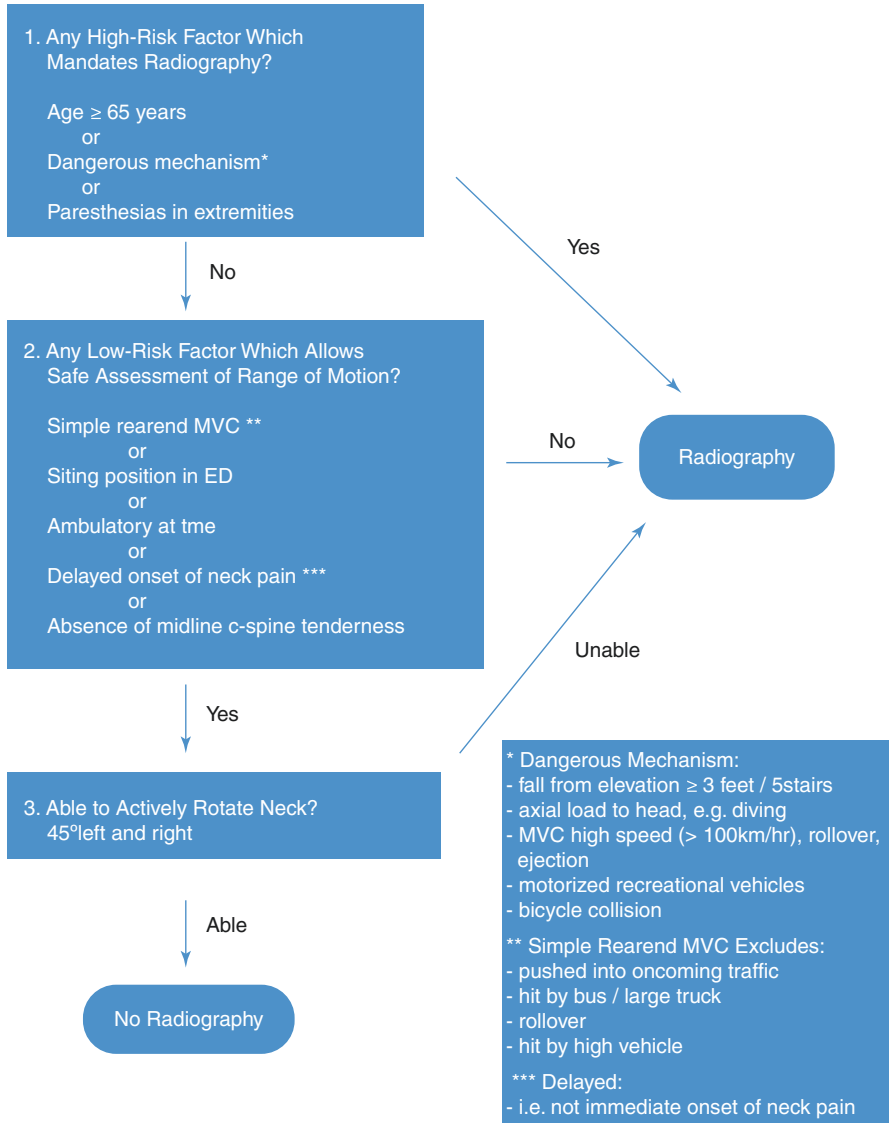 1. Any High-Risk Factor Which
Mandates Radiography?
Age ≥ 65 years
or
Dangerous mechanism*
or
Paresthesias in extremities
Yes
No
2. Any Low-Risk Factor Which Allows
Safe Assessment of Range of Motion?
Simple rearend MVC **
or
Siting position in ED
or
Ambulatory at tme
or
Delayed onset of neck pain ***
or
Absence of midline c-spine tenderness
No
Radiography
Unable
Yes
3. Able to Actively Rotate Neck?
45ºleft and right
Able
No Radiography
* Dangerous Mechanism:
- fall from elevation ≥ 3 feet / 5stairs
- axial load to head, e.g. diving
- MVC high speed (> 100km/hr), rollover,
ejection
- motorized recreational vehicles
- bicycle collision
** Simple Rearend MVC Excludes:
- pushed into oncoming traffic
- hit by bus / large truck
- rollover
- hit by high vehicle
*** Delayed:
- i.e. not immediate onset of neck pain